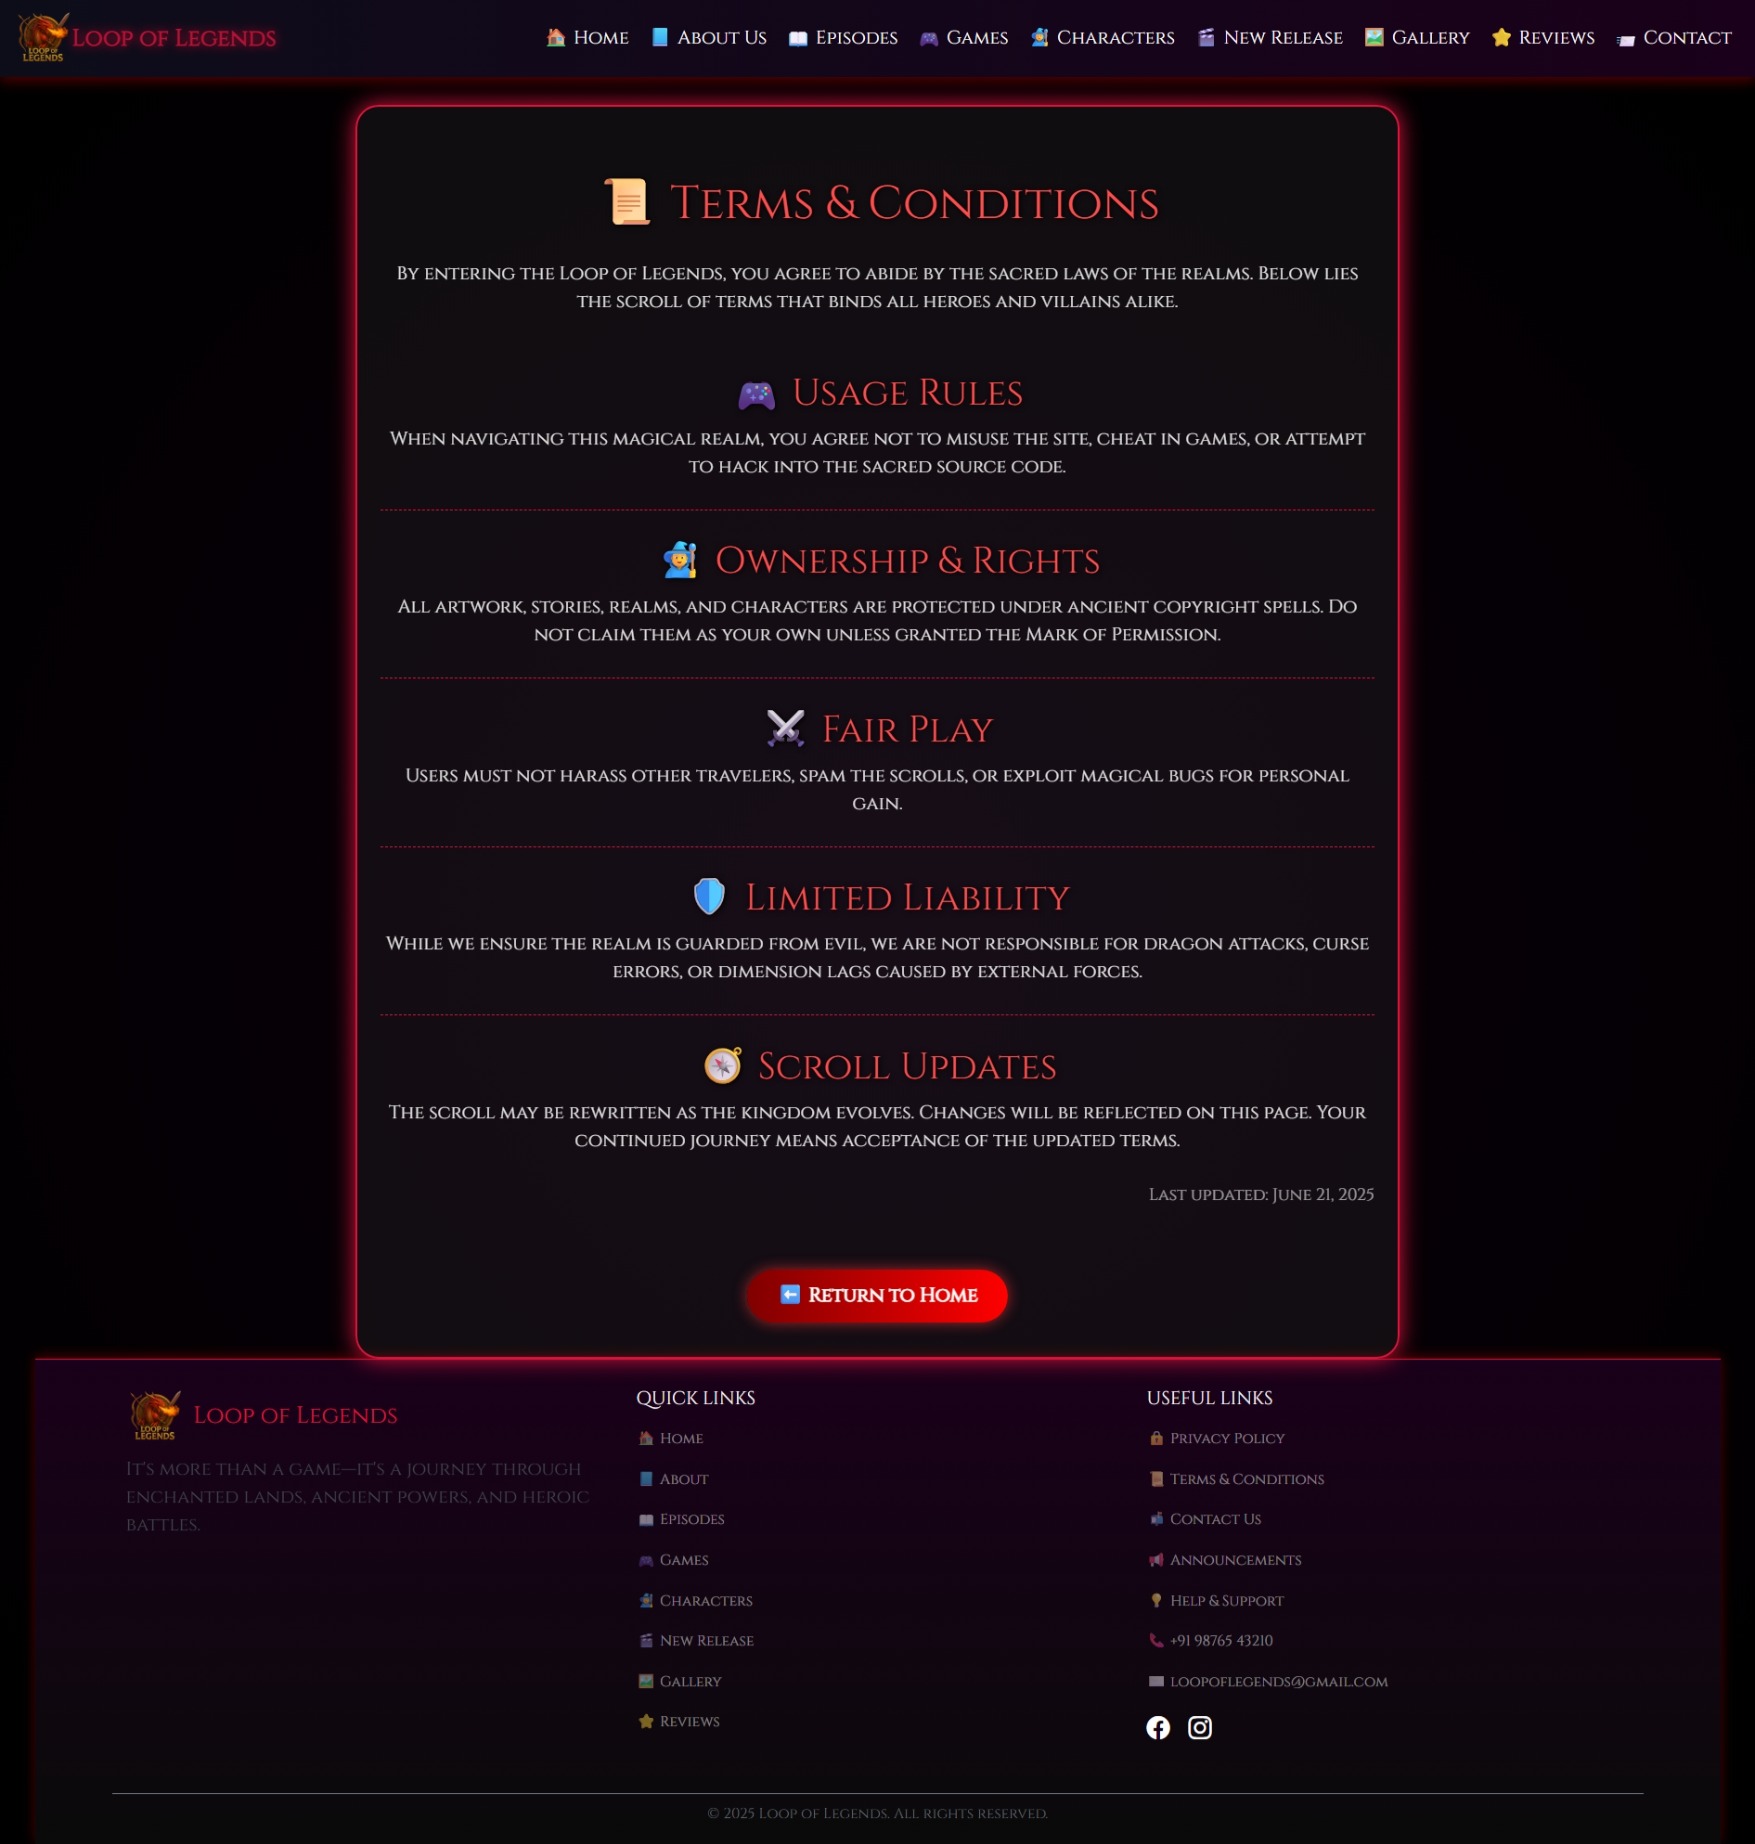 LOOP OF LEGENDS
Loop of Legends
Home
About Us
Episodes
Games
Characters
New Release
Gallery
Reviews
Contact
Terms & Conditions
By entering the Loop of Legends, you agree to abide by the sacred laws of the realms. Below lies
the scroll of terms that binds all heroes and villains alike.
Usage Rules
When navigating this magical realm, you agree not to misuse the site, cheat in games, or attempt
to hack into the sacred source code.
Ownership & Rights
All artwork, stories, realms, and characters are protected under ancient copyright spells. Do
not claim them as your own unless granted the Mark of Permission.
Fair Play
Users must not harass other travelers, spam the scrolls, or exploit magical bugs for personal
gain.
Limited Liability
While we ensure the realm is guarded from evil, we are not responsible for dragon attacks, curse
errors, or dimension lags caused by external forces.
Scroll Updates
The scroll may be rewritten as the kingdom evolves. Changes will be reflected on this page. Your
continued journey means acceptance of the updated terms.
Last updated: June 21, 2025
Return to Home
LOOP OF LEGENDS
Loop of Legends
It's more than a game—it's a journey through
enchanted lands, ancient powers, and heroic
battles.
QUICK LINKS
Home
About
Episodes
Games
Characters
New Release
Gallery
Reviews
USEFUL LINKS
Privacy Policy
Terms & Conditions
Contact Us
Announcements
Help & Support
+91 98765 43210
loopoflegends@gmail.com
© 2025 Loop of Legends. All rights reserved.